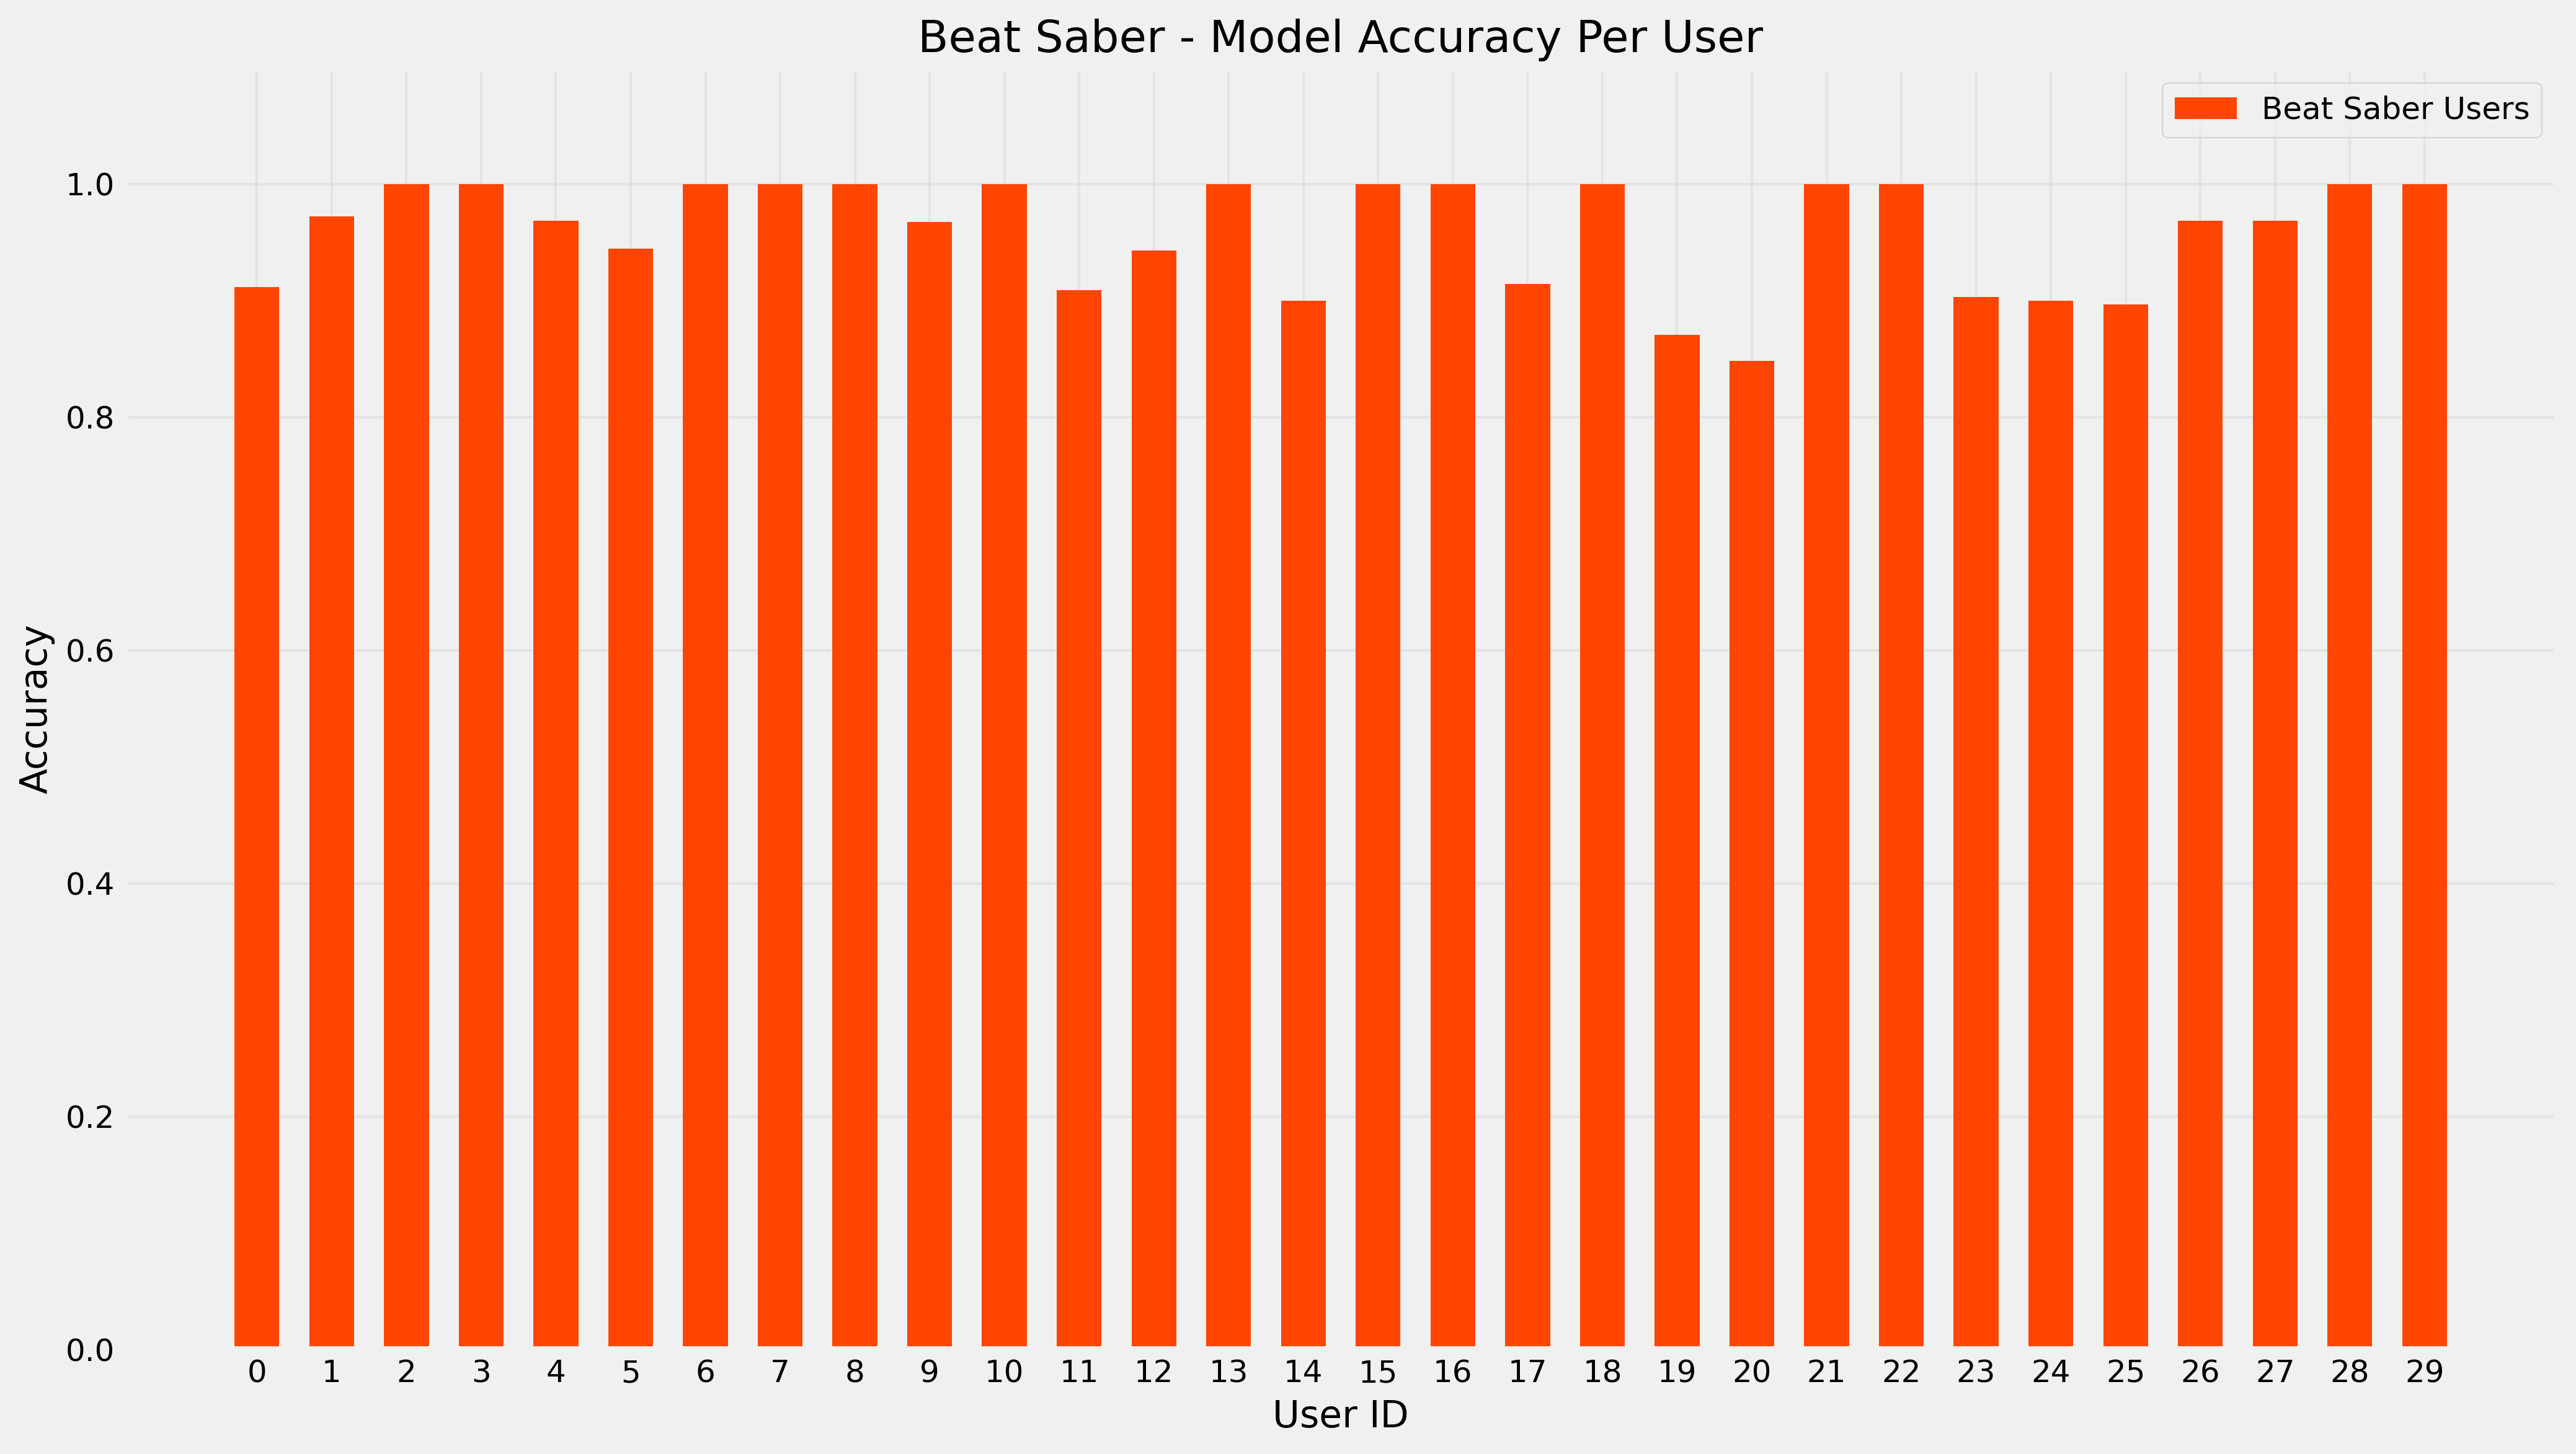 Beat Saber - Model Accuracy Per User
Beat Saber Users
1.0
0.8
0.6
0.4
0.2
0.0
Accuracy
0 1 2 3 4 5 6 7 8 9 10 11 12 13 14 15 16 17 18 19 20 21 22 23 24 25 26 27 28 29
User ID